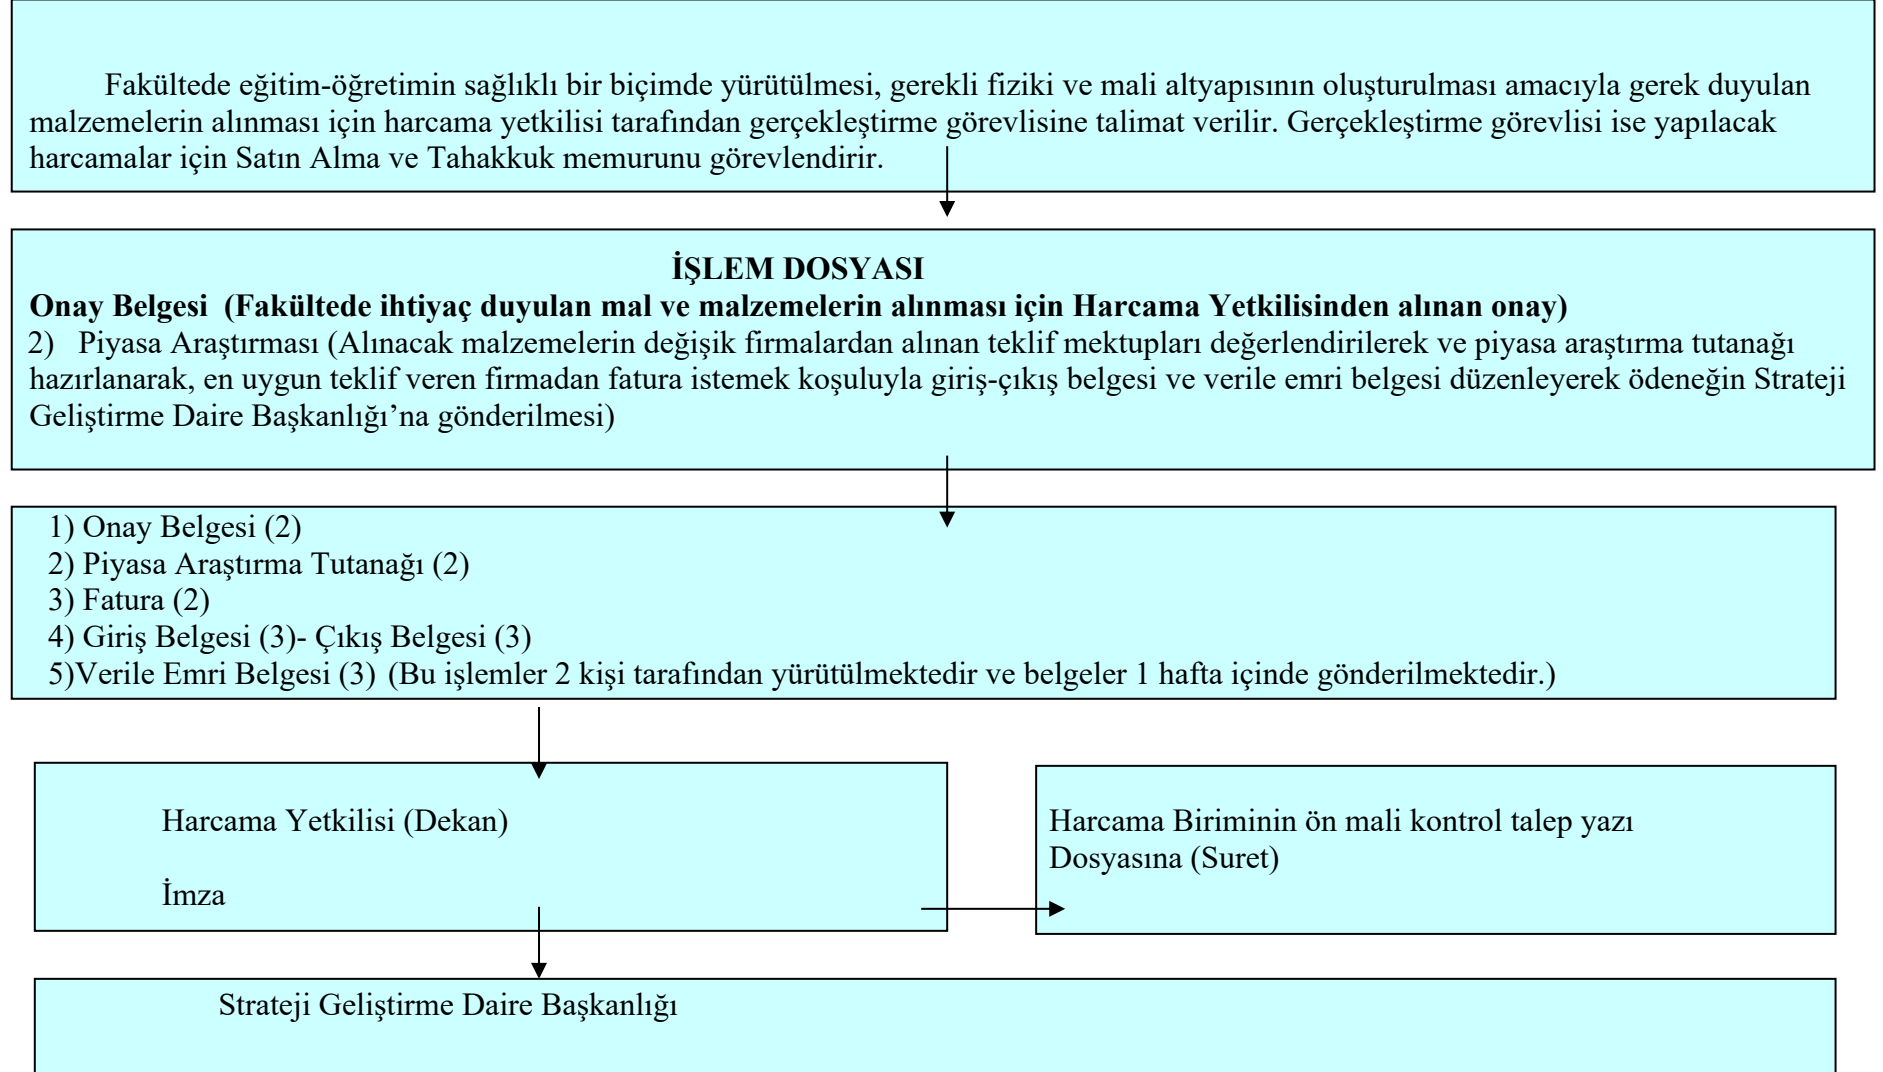 Fakültede eğitim-öğretimin sağlıklı bir biçimde yürütülmesi, gerekli fiziki ve mali altyapısının oluşturulması amacıyla gerek duyulan
malzemelerin alınması için harcama yetkilisi tarafından gerçekleştirme görevlisine talimat verilir. Gerçekleştirme görevlisi ise yapılacak
harcamalar için Satın Alma ve Tahakkuk memurunu görevlendirir.
İŞLEM DOSYASI
Onay Belgesi (Fakültede ihtiyaç duyulan mal ve malzemelerin alınması için Harcama Yetkilisinden alınan onay)
2) Piyasa Araştırması (Alınacak malzemelerin değişik firmalardan alınan teklif mektupları değerlendirilerek ve piyasa araştırma tutanağı
hazırlanarak, en uygun teklif veren firmadan fatura istemek koşuluyla giriş-çıkış belgesi ve verile emri belgesi düzenleyerek ödeneğin Strateji
Geliştirme Daire Başkanlığı’na gönderilmesi)
1) Onay Belgesi (2)
2) Piyasa Araştırma Tutanağı (2)
3) Fatura (2)
4) Giriş Belgesi (3)- Çıkış Belgesi (3)
5)Verile Emri Belgesi (3) (Bu işlemler 2 kişi tarafından yürütülmektedir ve belgeler 1 hafta içinde gönderilmektedir.)
Harcama Yetkilisi (Dekan)
İmza
Harcama Biriminin ön mali kontrol talep yazı
Dosyasına (Suret)
Strateji Geliştirme Daire Başkanlığı